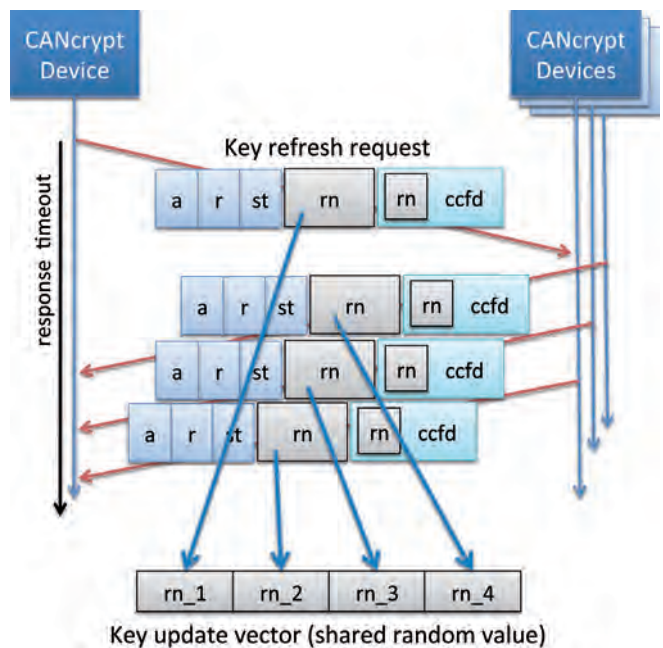 CANcrypt
Device
CANcrypt
Devices
Key refresh request
response timeout
a r st rn rn ccfd
a r st rn rn ccfd
a r st rn rn ccfd
a r st rn rn ccfd
rn_1 rn_2 rn_3 rn_4
Key update vector (shared random value)